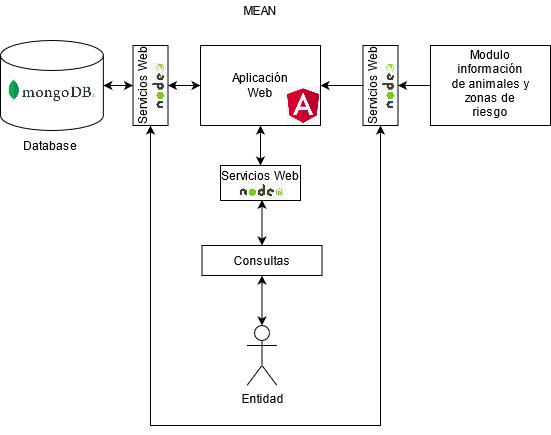 MEAN
mongoDB
Database
Servicios Web
node
Aplicación
Web
A
Servicios Web
node
Modulo
información
de animales y
zonas de
riesgo
Servicios Web
node
Consultas
Entidad